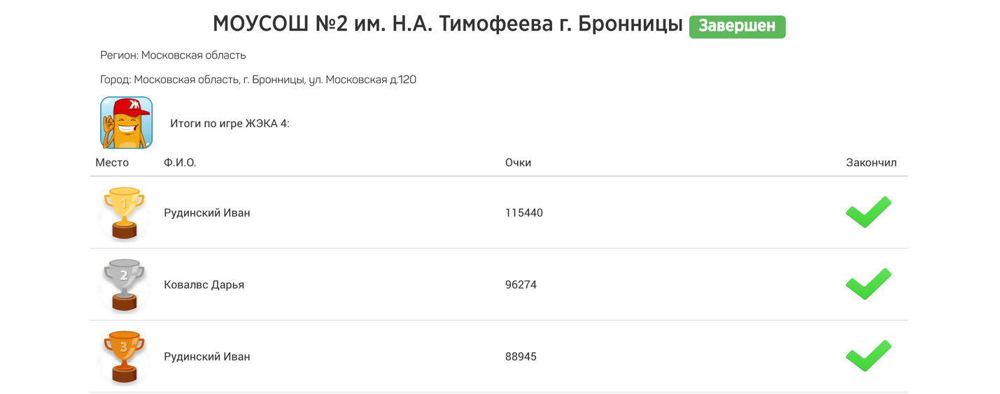 МОУСОШ №2 им. Н.А. Тимофеева г. Бронницы Завершен
Регион: Московская область
Город: Московская область, г. Бронницы, ул. Московская д.120
Ж
Итоги по игре ЖЭКА 4:
Место Ф.И.О. Очки Закончил
1 Рудинский Иван 115440
2 Ковалвс Дарья 96274
3 Рудинский Иван 88945